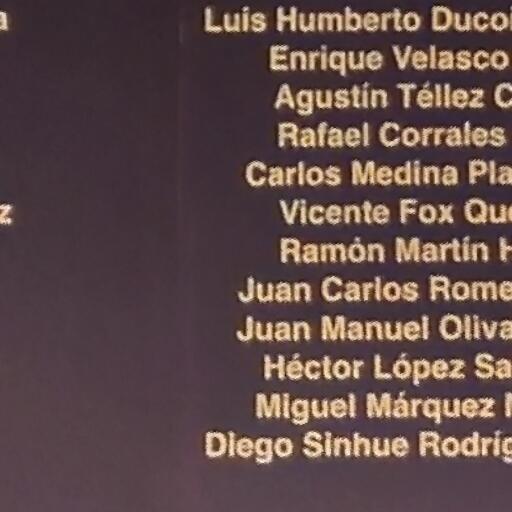 a
Luis Humberto Ducoi
Enrique Velasco
Agustín Téllez C
Rafael Corrales
Carlos Medina Pla
z
Vicente Fox Que
Ramón Martín H
Juan Carlos Rome
Juan Manuel Oliva
Héctor López Sa
Miguel Márquez M
Diego Sinhue Rodríg